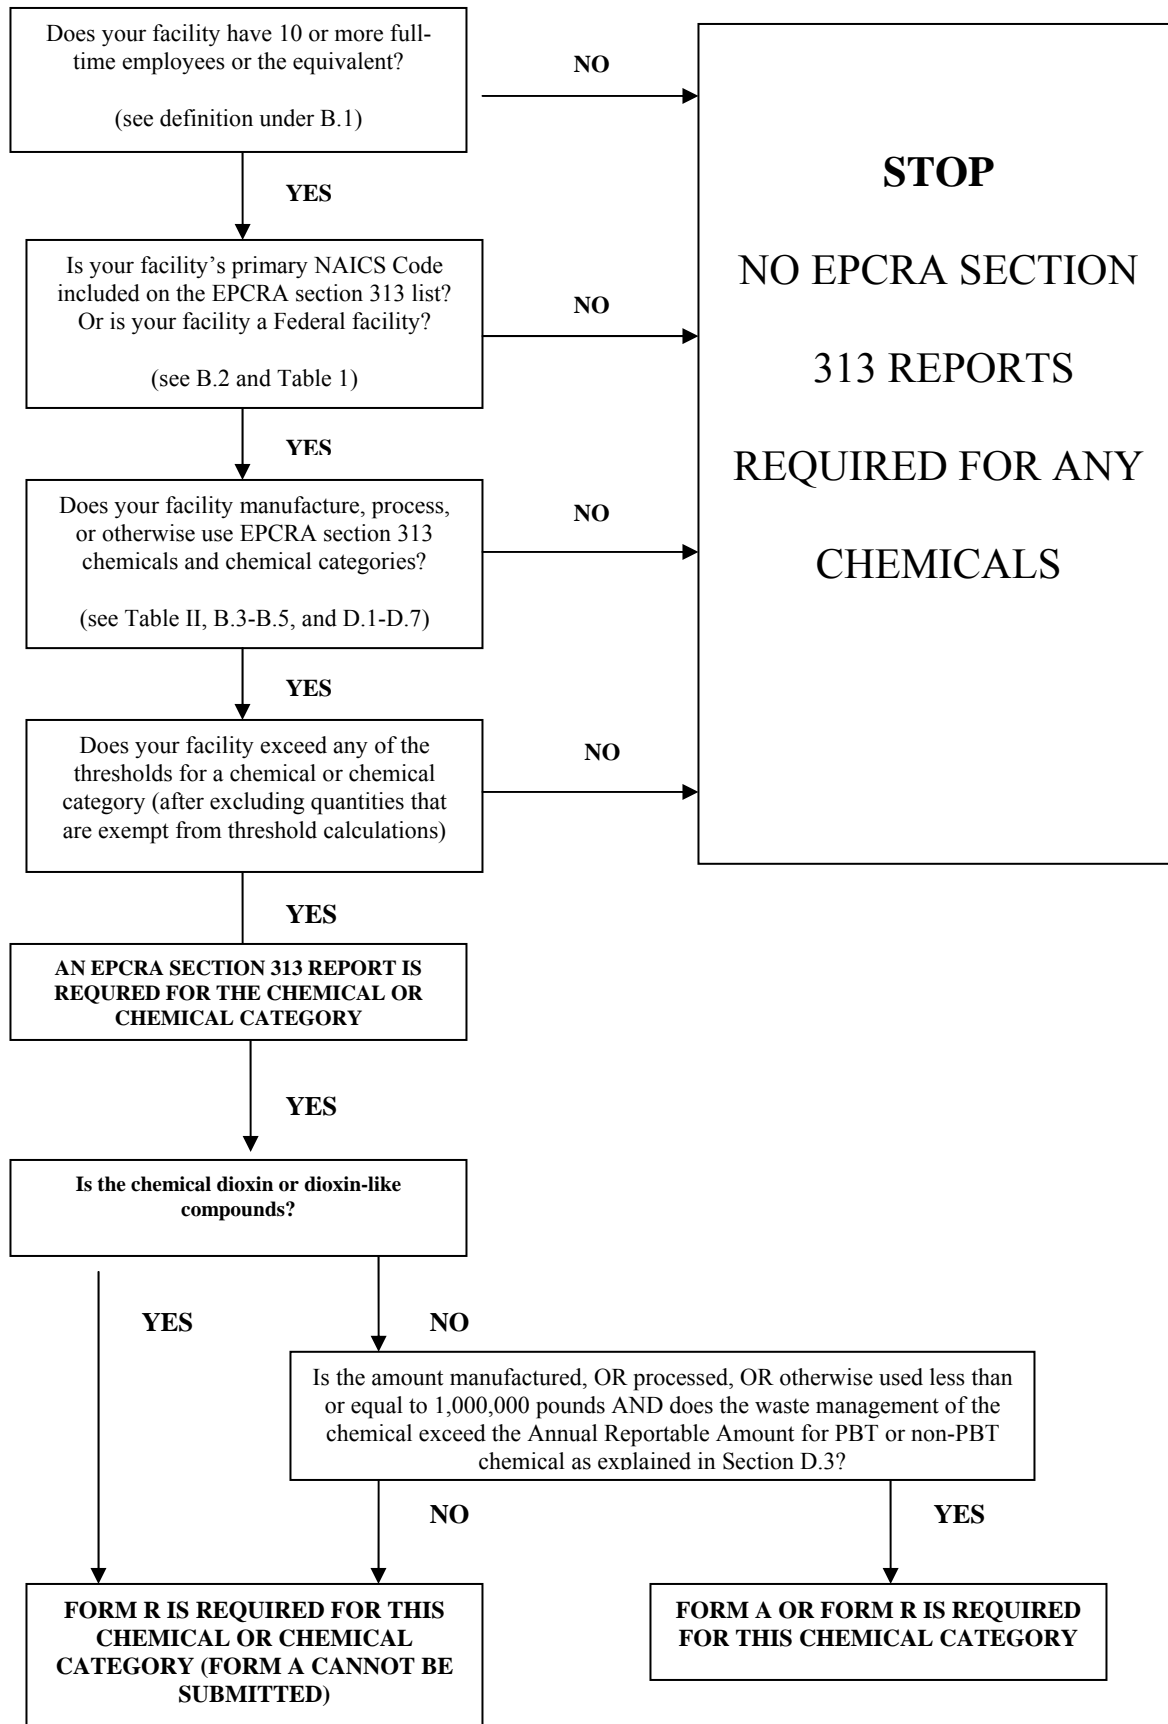 Does your facility have 10 or more full-
time employees or the equivalent?
(see definition under B.1)
NO
YES
STOP
NO EPCRA SECTION
313 REPORTS
REQUIRED FOR ANY
CHEMICALS
Is your facility's primary NAICS Code
included on the EPCRA section 313 list?
Or is your facility a Federal facility?
(see B.2 and Table 1)
NO
YES
Does your facility manufacture, process,
or otherwise use EPCRA section 313
chemicals and chemical categories?
(see Table II, B.3-B.5, and D.1-D.7)
NO
YES
Does your facility exceed any of the
thresholds for a chemical or chemical
category (after excluding quantities that
are exempt from threshold calculations)
NO
YES
AN EPCRA SECTION 313 REPORT IS
REQURED FOR THE CHEMICAL OR
CHEMICAL CATEGORY
YES
Is the chemical dioxin or dioxin-like
compounds?
YES
NO
Is the amount manufactured, OR processed, OR otherwise used less than
or equal to 1,000,000 pounds AND does the waste management of the
chemical exceed the Annual Reportable Amount for PBT or non-PBT
chemical as explained in Section D.3?
NO
YES
FORM R IS REQUIRED FOR THIS
CHEMICAL OR CHEMICAL
CATEGORY (FORM A CANNOT BE
SUBMITTED)
FORM A OR FORM R IS REQUIRED
FOR THIS CHEMICAL CATEGORY